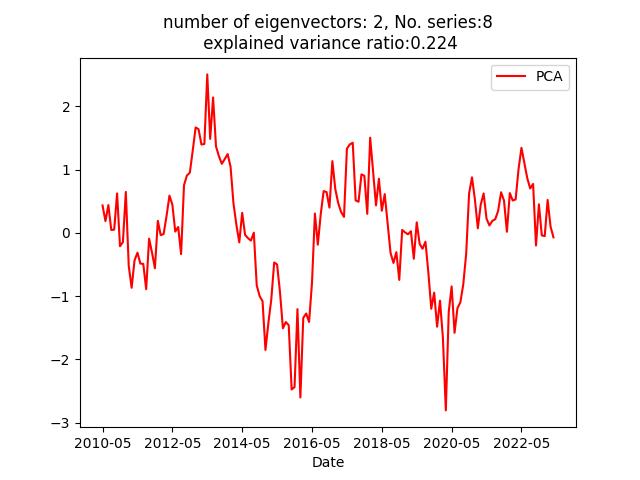 number of eigenvectors: 2, No. series:8
explained variance ratio:0.224
PCA
2
1
0
−1
−2
−3
2010-05 2012-05 2014-05 2016-05 2018-05 2020-05 2022-05
Date